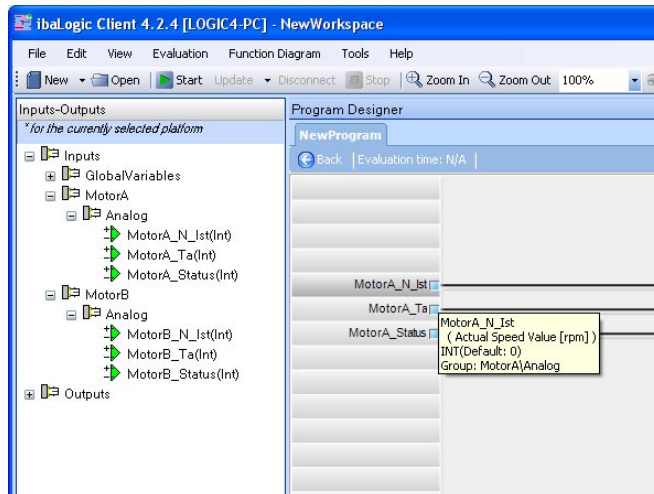 ibaLogic Client 4.2.4 [LOGIC4-PC] - NewWorkspace
File Edit View Evaluation Function Diagram Tools Help
New Open Start Update Disconnect Stop Zoom In Zoom Out 100%
Inputs-Outputs
*for the currently selected platform
Inputs
GlobalVariables
MotorA
Analog
MotorA_N_Ist(Int)
MotorA_Ta(Int)
MotorA_Status(Int)
MotorB
Analog
MotorB_N_Ist(Int)
MotorB_Ta(Int)
MotorB_Status(Int)
Outputs
Program Designer
NewProgram
Back Evaluation time: N/A
MotorA_N_Ist
MotorA_Ta
MotorA_Status
MotorA_N_Ist
( Actual Speed Value [rpm] )
INT(Default: 0)
Group: MotorA\Analog